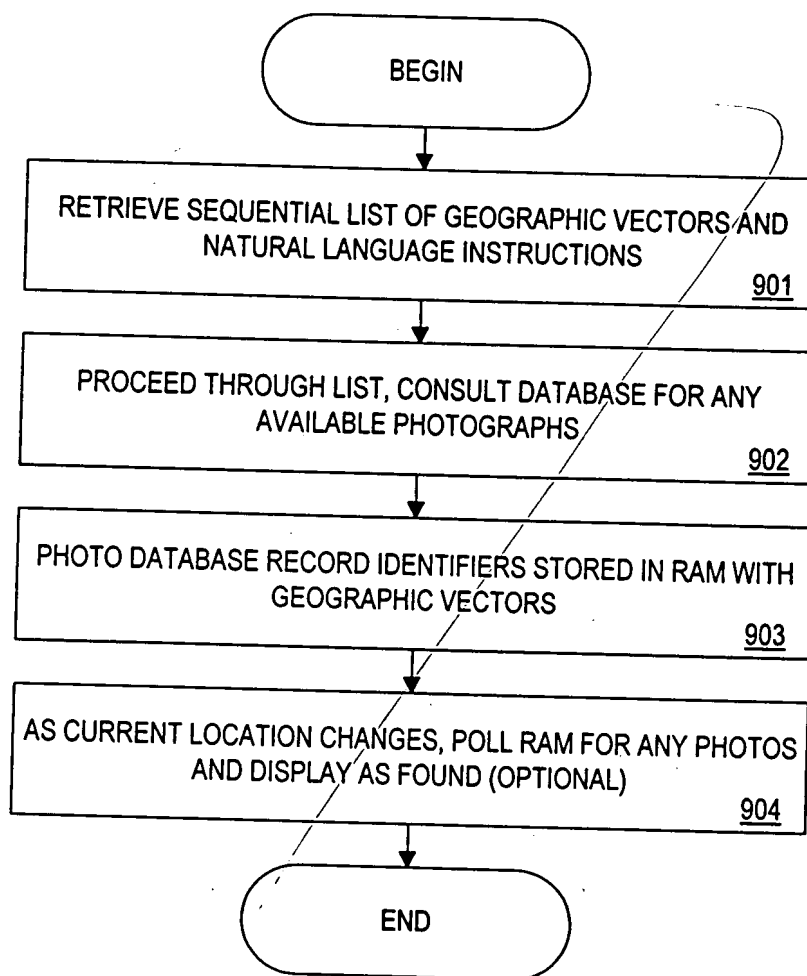 BEGIN
RETRIEVE SEQUENTIAL LIST OF GEOGRAPHIC VECTORS AND
NATURAL LANGUAGE INSTRUCTIONS
901
PROCEED THROUGH LIST, CONSULT DATABASE FOR ANY
AVAILABLE PHOTOGRAPHS
902
PHOTO DATABASE RECORD IDENTIFIERS STORED IN RAM WITH
GEOGRAPHIC VECTORS
903
AS CURRENT LOCATION CHANGES, POLL RAM FOR ANY PHOTOS
AND DISPLAY AS FOUND (OPTIONAL)
904
END